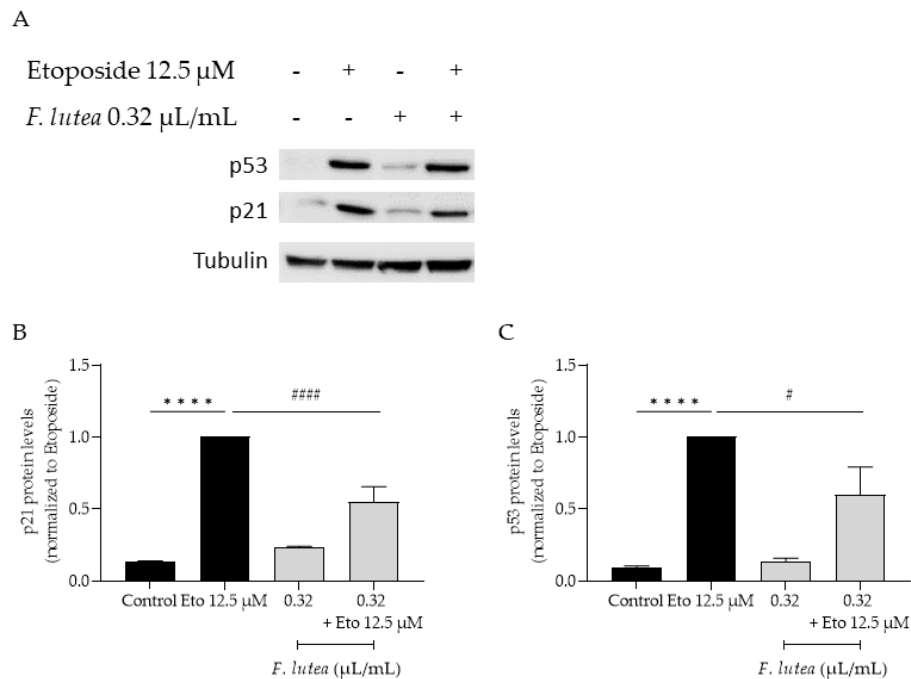 A
Etoposide 12.5 μM - + - +
F. lutea 0.32 μL/mL - - + +
p53
p21
Tubulin
B
p21 protein levels
(normalized to Etoposide)
1.5
1.0
0.5
0.0
****
####
Control Eto 12.5 μM 0.32 0.32
+ Eto 12.5 μM
F. lutea (μL/mL)
C
p53 protein levels
(normalized to Etoposide)
1.5
1.0
0.5
0.0
****
#
Control Eto 12.5 μM 0.32 0.32
+ Eto 12.5 μM
F. lutea (μL/mL)